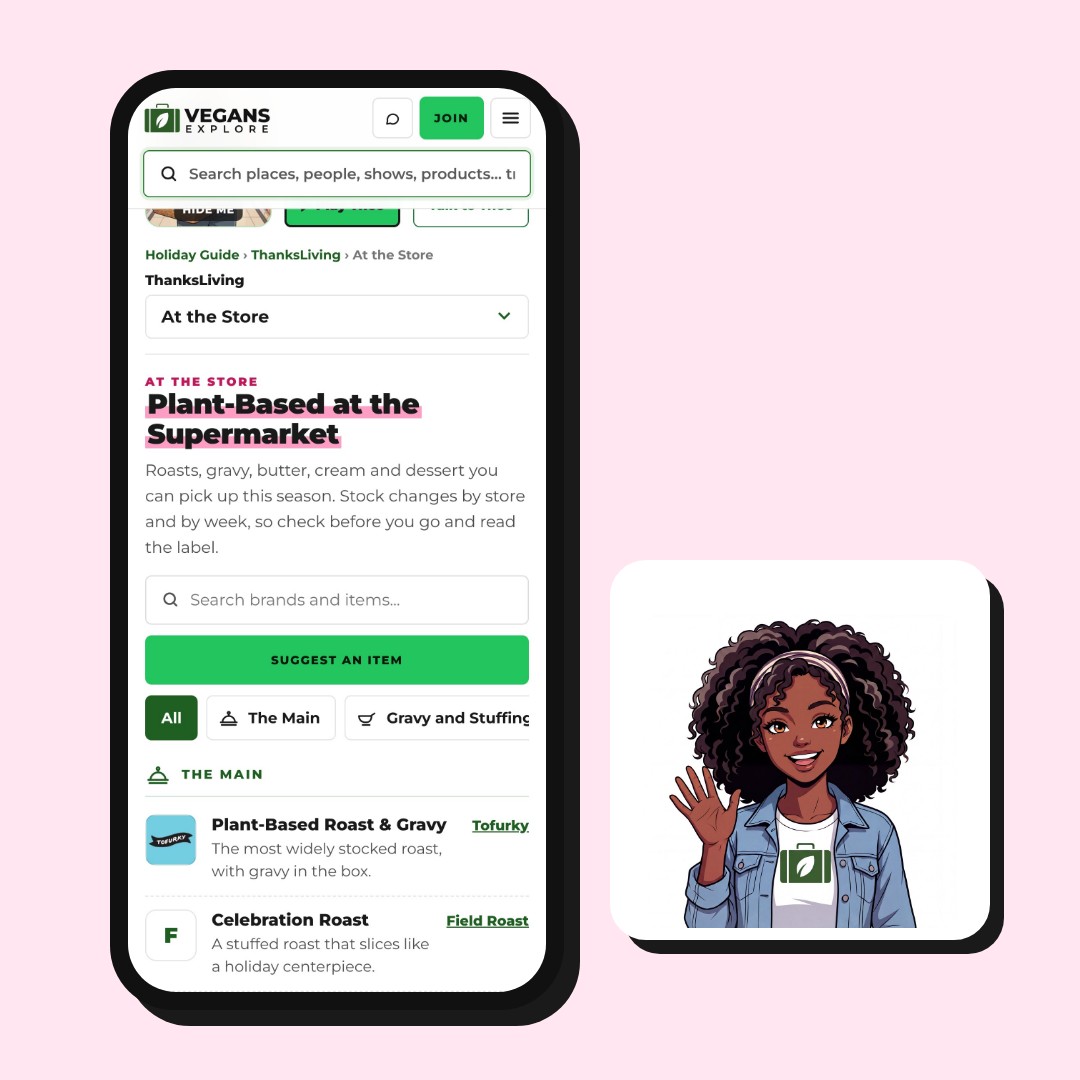 VEGANS
EXPLORE
JOIN
Search places, people, shows, products... tr
HIDE ME
Holiday Guide › ThanksLiving › At the Store
ThanksLiving
At the Store
AT THE STORE
Plant-Based at the
Supermarket
Roasts, gravy, butter, cream and dessert you
can pick up this season. Stock changes by store
and by week, so check before you go and read
the label.
Search brands and items...
SUGGEST AN ITEM
All
The Main
Gravy and Stuffing
THE MAIN
TOFURKY
Plant-Based Roast & Gravy
Tofurky
The most widely stocked roast,
with gravy in the box.
F
Celebration Roast
Field Roast
A stuffed roast that slices like
a holiday centerpiece.